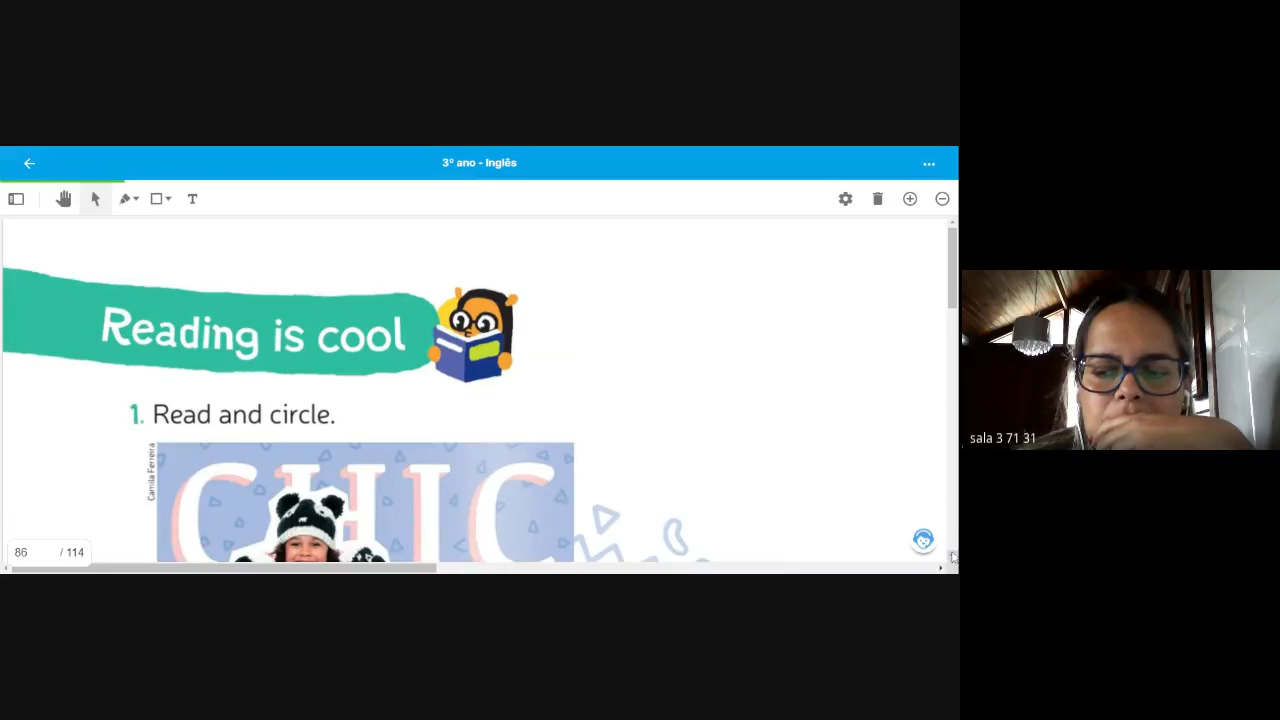 3º ano - Inglês
T
Reading is cool
1. Read and circle.
Camila Ferreira
CHIC
86 / 114
sala 3 71 31